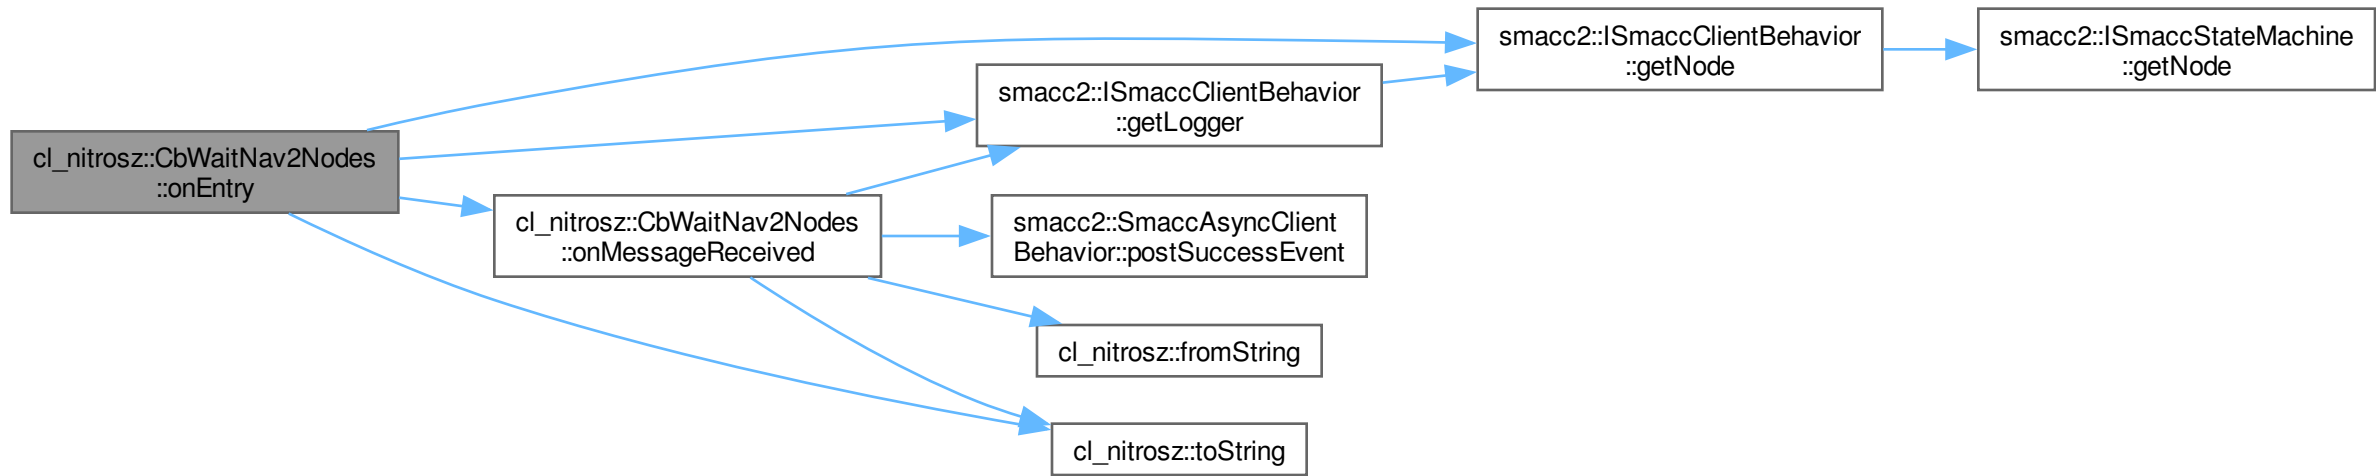 cl_nitrosz::CbWaitNav2Nodes
::onEntry
smacc2::ISmaccClientBehavior
::getNode
smacc2::ISmaccStateMachine
::getNode
smacc2::ISmaccClientBehavior
::getLogger
cl_nitrosz::CbWaitNav2Nodes
::onMessageReceived
smacc2::SmaccAsyncClient
Behavior::postSuccessEvent
cl_nitrosz::fromString
cl_nitrosz::toString